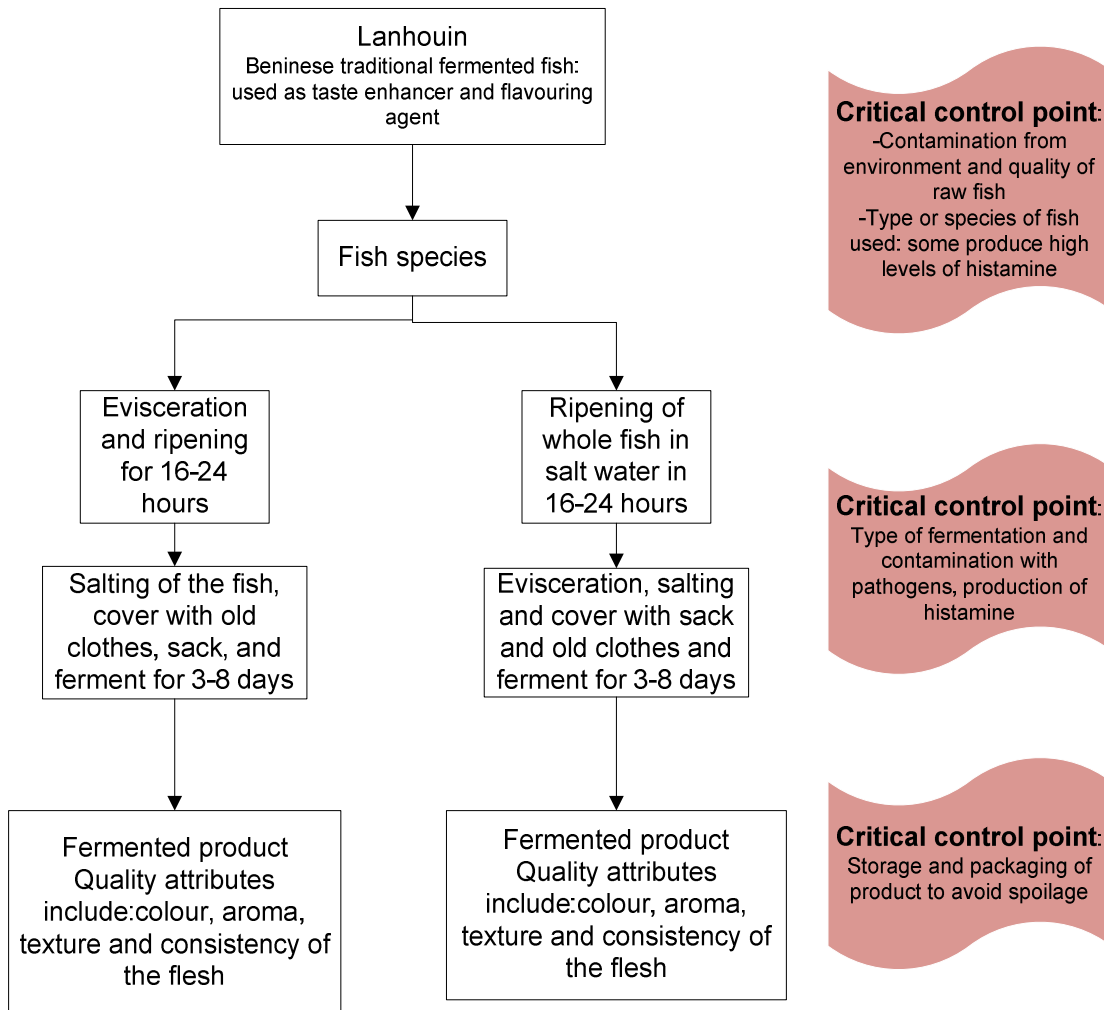 Lanhouin
Beninese traditional fermented fish:
used as taste enhancer and flavouring
agent
Critical control point:
-Contamination from
environment and quality of
raw fish
-Type or species of fish
used: some produce high
levels of histamine
Fish species
Evisceration
and ripening
for 16-24
hours
Ripening of
whole fish in
salt water in
16-24 hours
Critical control point:
Type of fermentation and
contamination with
pathogens, production of
histamine
Salting of the fish,
cover with old
clothes, sack, and
ferment for 3-8 days
Evisceration, salting
and cover with sack
and old clothes and
ferment for 3-8 days
Critical control point:
Storage and packaging of
product to avoid spoilage
Fermented product
Quality attributes
include:colour, aroma,
texture and consistency of
the flesh
Fermented product
Quality attributes
include:colour, aroma,
texture and consistency of
the flesh